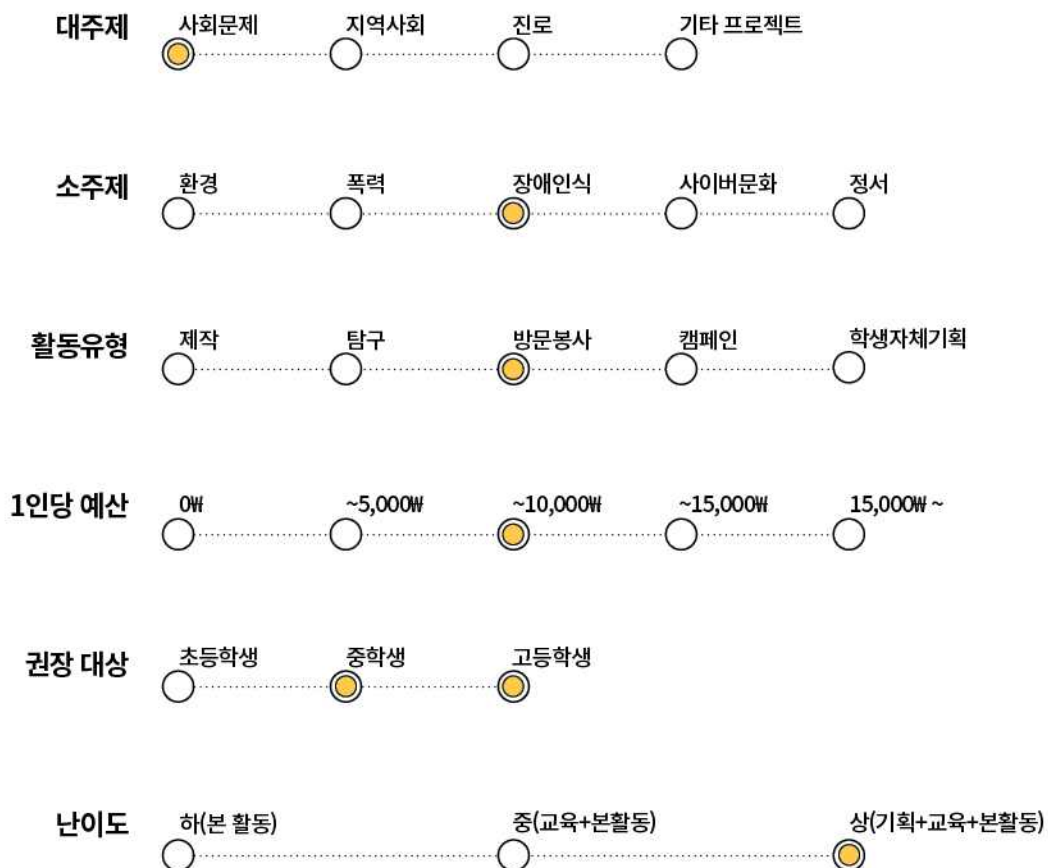 대주제 사회문제 지역사회 진로 기타 프로젝트
소주제 환경 폭력 장애인식 사이버문화 정서
활동유형 제작 탐구 방문봉사 캠페인 학생자체기획
1인당 예산 0₩ ~5,000₩ ~10,000₩ ~15,000₩ 15,000₩ ~
권장 대상 초등학생 중학생 고등학생
난이도 하(본 활동) 중(교육+본활동) 상(기획+교육+본활동)